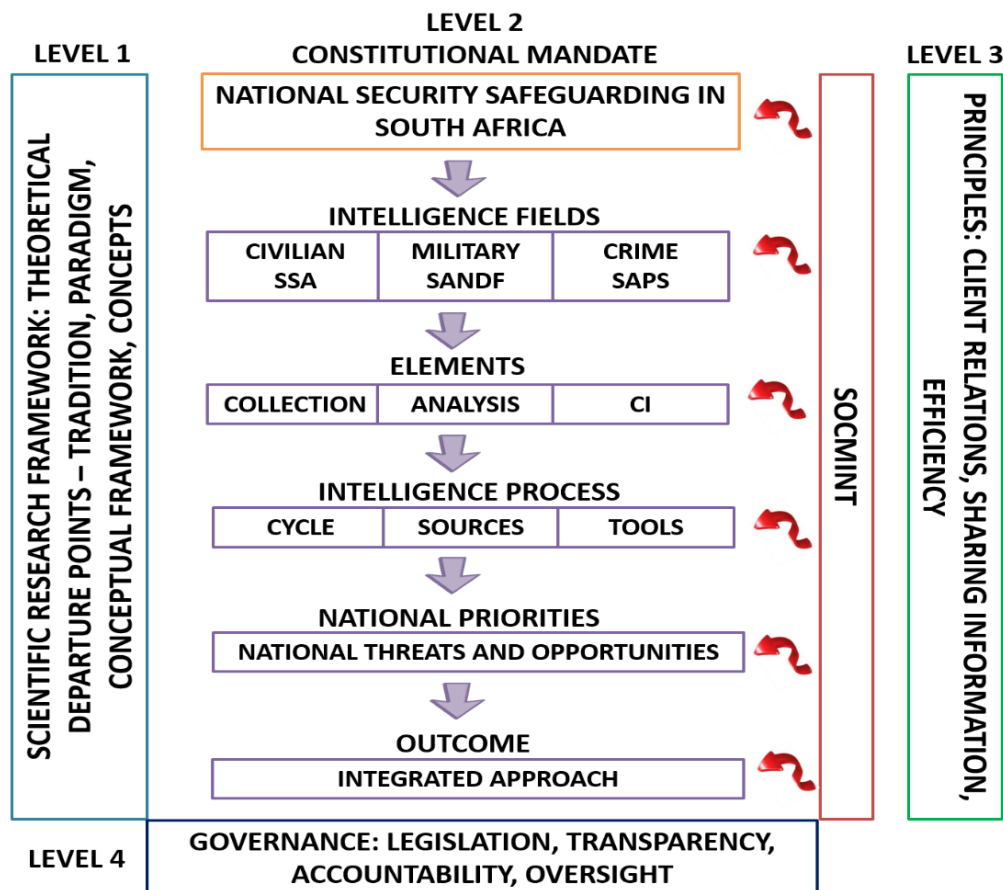 LEVEL 1
SCIENTIFIC RESEARCH FRAMEWORK: THEORETICAL
DEPARTURE POINTS – TRADITION, PARADIGM,
CONCEPTUAL FRAMEWORK, CONCEPTS
LEVEL 2
CONSTITUTIONAL MANDATE
NATIONAL SECURITY SAFEGUARDING IN
SOUTH AFRICA
INTELLIGENCE FIELDS
CIVILIAN
SSA
MILITARY
SANDF
CRIME
SAPS
ELEMENTS
COLLECTION
ANALYSIS
CI
INTELLIGENCE PROCESS
CYCLE
SOURCES
TOOLS
NATIONAL PRIORITIES
NATIONAL THREATS AND OPPORTUNITIES
OUTCOME
INTEGRATED APPROACH
SOCMINT
LEVEL 3
PRINCIPLES: CLIENT RELATIONS, SHARING INFORMATION,
EFFICIENCY
LEVEL 4
GOVERNANCE: LEGISLATION, TRANSPARENCY,
ACCOUNTABILITY, OVERSIGHT